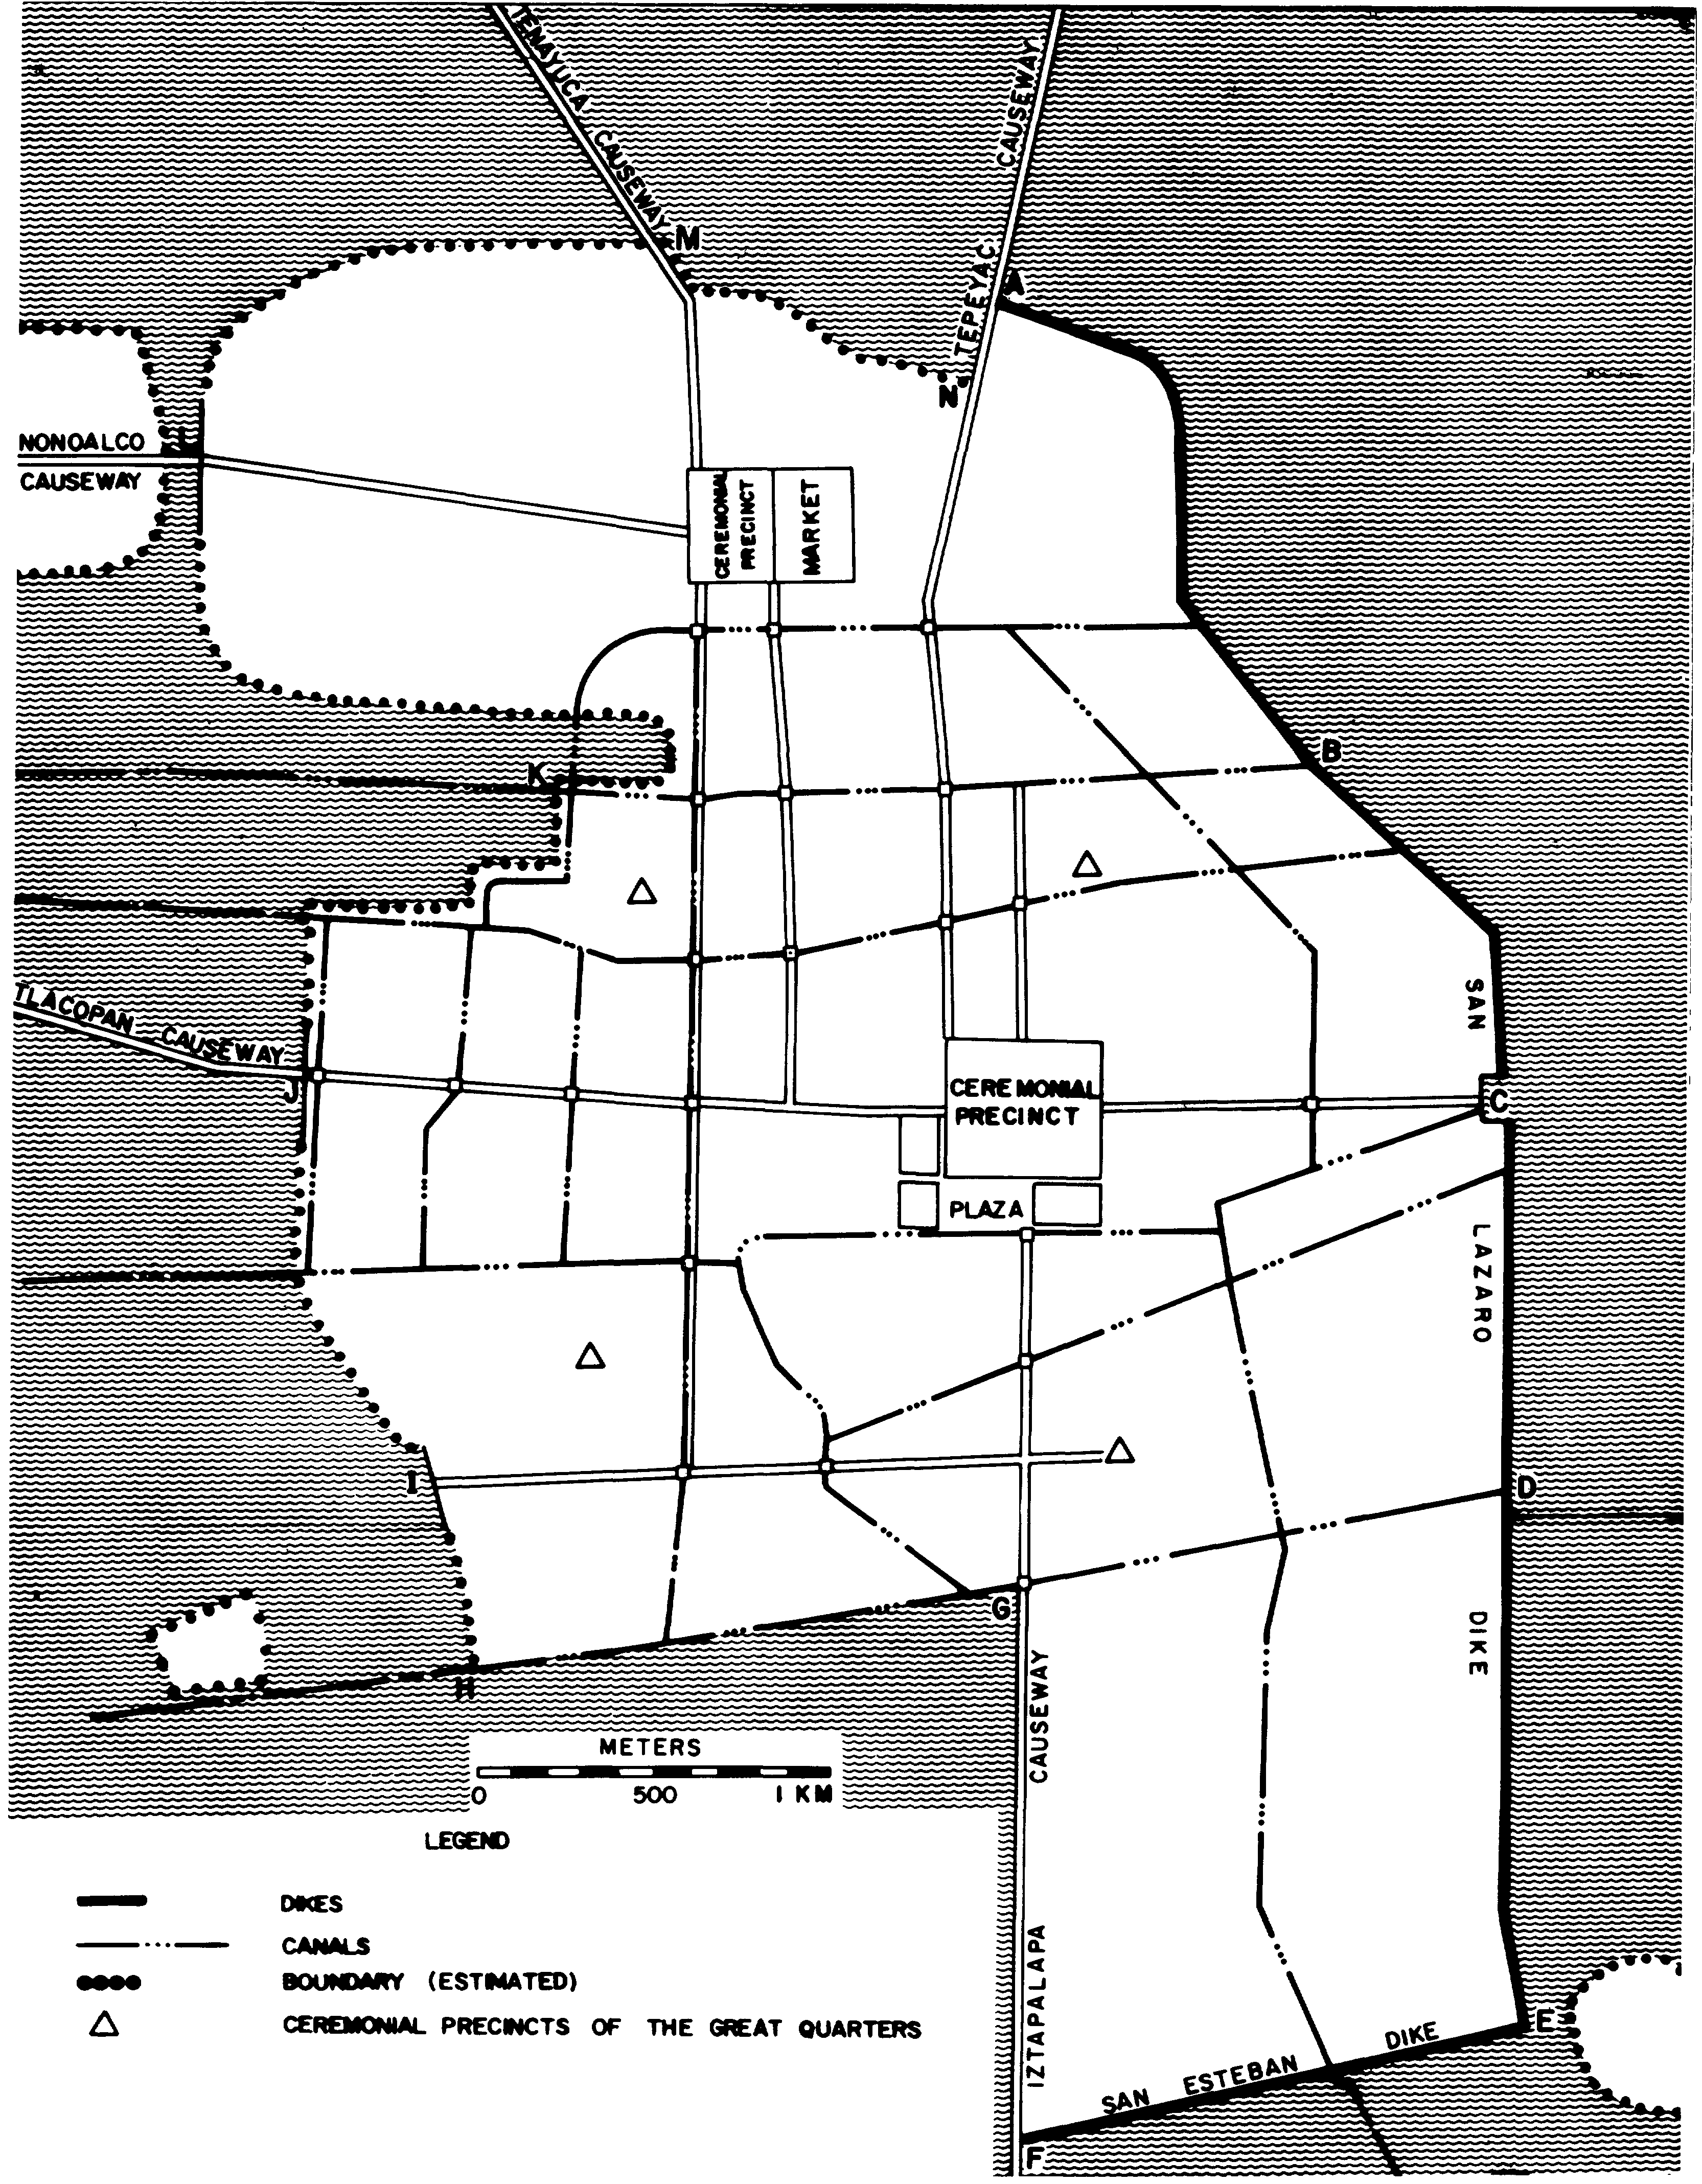 TENAYUCA CAUSEWAY
TEPEYAC CAUSEWAY
M
A
N
NONOALCO
CAUSEWAY
L
CEREMONIAL
PRECINCT
MARKET
B
K
SAN LAZARO DIKE
TLACOPAN CAUSEWAY
J
CEREMONIAL
PRECINCT
C
PLAZA
I
D
G
H
IZTAPALAPA CAUSEWAY
METERS
0 500 1 KM
LEGEND
DIKES
CANALS
BOUNDARY (ESTIMATED)
CEREMONIAL PRECINCTS OF THE GREAT QUARTERS
E
SAN ESTEBAN DIKE
F